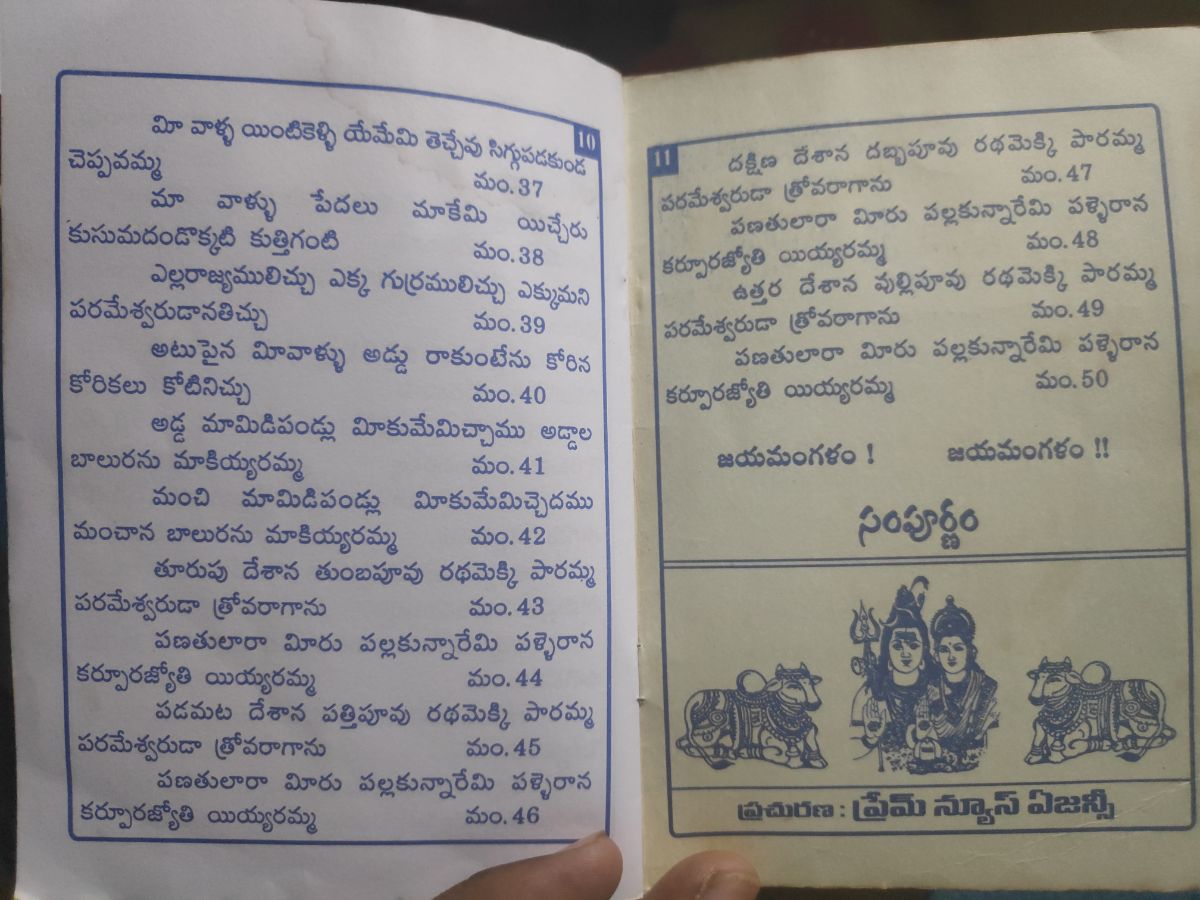 10
మీ వాళ్ళ యింటికెళ్ళి యేమేమి తెచ్చేవు సిగ్గుపడకుండ
చెప్పవమ్మ మం.37
మా వాళ్ళు పేదలు మాకేమి యిచ్చేరు
కుసుమదండొక్కటి కుత్తిగంటి మం.38
ఎల్లరాజ్యములిచ్చు ఎక్క గుర్రములిచ్చు ఎక్కుమని
పరమేశ్వరుడానతిచ్చు మం.39
అటుపైన మీవాళ్ళు అడ్డు రాకుంటేను కోరిన
కోరికలు కోటినిచ్చు మం.40
అడ్డ మామిడిపండ్లు మీకుమేమిచ్చాము అడ్డాల
బాలురను మాకియ్యరమ్మ మం.41
మంచి మామిడిపండ్లు మీకుమేమిచ్చెదము
మంచాన బాలురను మాకియ్యరమ్మ మం.42
తూరుపు దేశాన తుంబపూవు రథమెక్కి పారమ్మ
పరమేశ్వరుడా త్రోవరాగాను మం.43
పణతులారా మీరు పల్లకున్నారేమి పళ్ళెరాన
కర్పూరజ్యోతి యియ్యరమ్మ మం.44
పడమట దేశాన పత్తిపూవు రథమెక్కి పారమ్మ
పరమేశ్వరుడా త్రోవరాగాను మం.45
పణతులారా మీరు పల్లకున్నారేమి పళ్ళెరాన
కర్పూరజ్యోతి యియ్యరమ్మ మం.46
11
దక్షిణ దేశాన దబ్బపూవు రథమెక్కి పారమ్మ
పరమేశ్వరుడా త్రోవరాగాను మం.47
పణతులారా మీరు పల్లకున్నారేమి పళ్ళెరాన
కర్పూరజ్యోతి యియ్యరమ్మ మం.48
ఉత్తర దేశాన వుల్లిపూవు రథమెక్కి పారమ్మ
పరమేశ్వరుడా త్రోవరాగాను మం.49
పణతులారా మీరు పల్లకున్నారేమి పళ్ళెరాన
కర్పూరజ్యోతి యియ్యరమ్మ మం.50
జయమంగళం ! జయమంగళం !!
సంపూర్ణం
ప్రచురణ : ప్రేమ్ న్యూస్ ఏజన్సీ